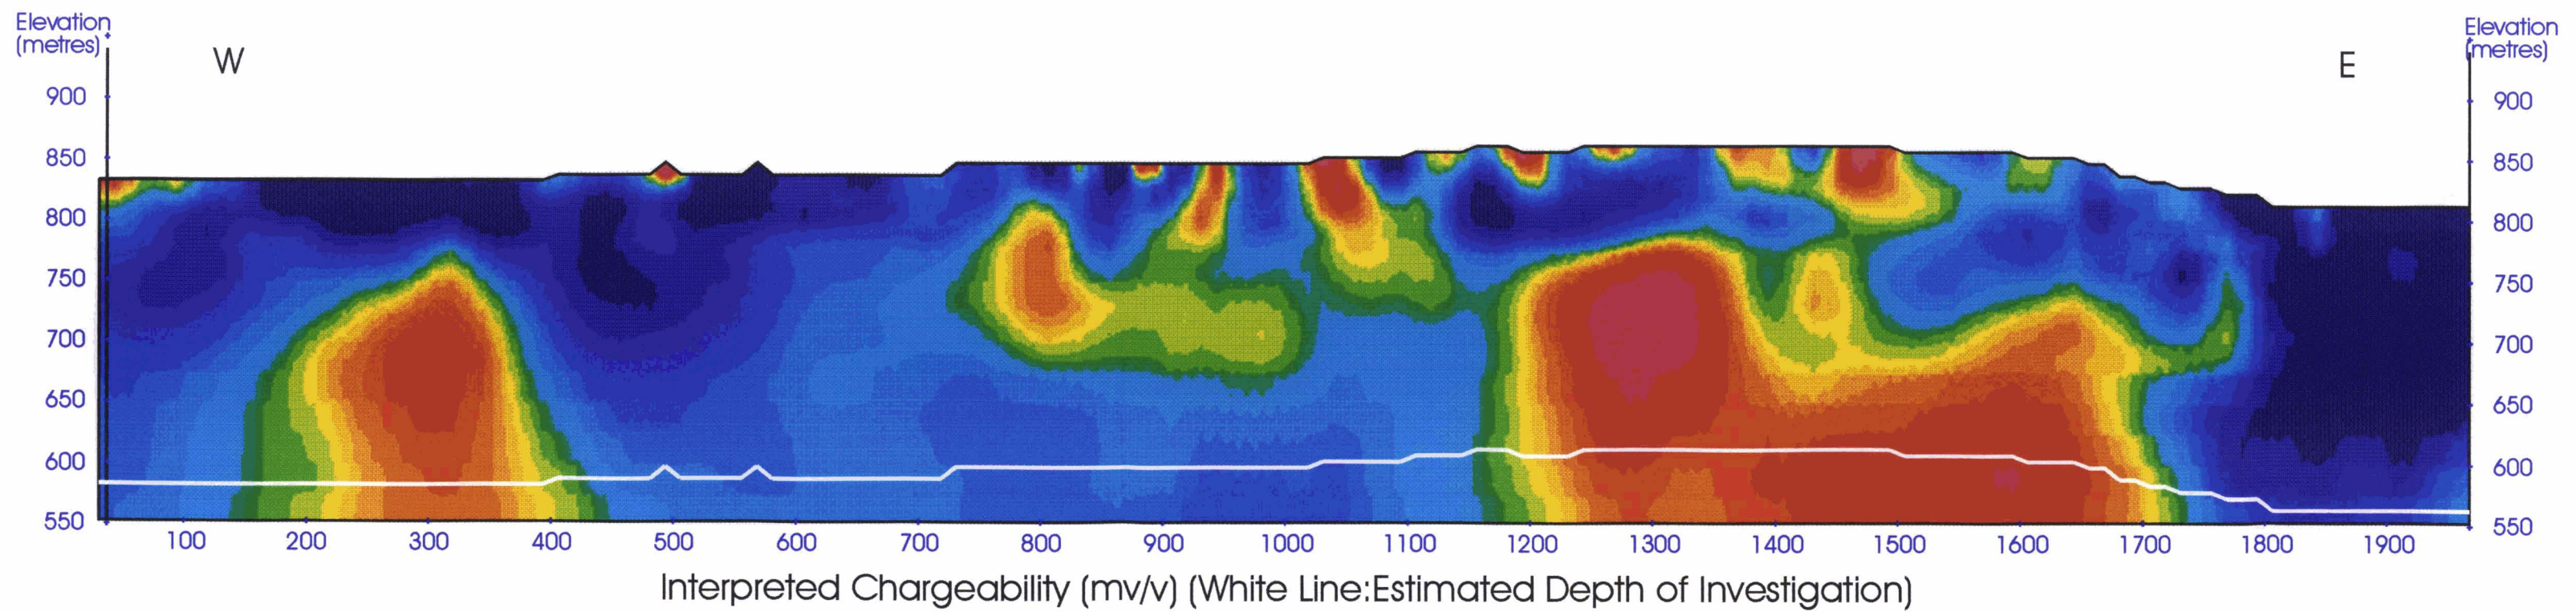 Elevation
(metres)
W
E
Elevation
(metres)
900
850
800
750
700
650
600
550
900
850
800
750
700
650
600
550
100 200 300 400 500 600 700 800 900 1000 1100 1200 1300 1400 1500 1600 1700 1800 1900
Interpreted Chargeability (mv/v) (White Line:Estimated Depth of Investigation)